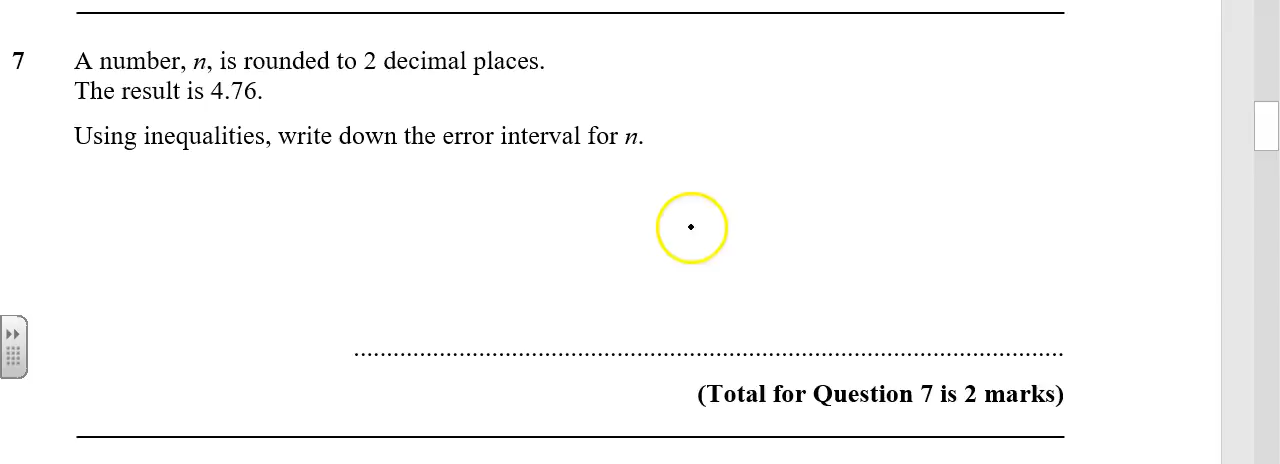 7 A number, n, is rounded to 2 decimal places.
The result is 4.76.
Using inequalities, write down the error interval for n.
........................................................................................................
(Total for Question 7 is 2 marks)